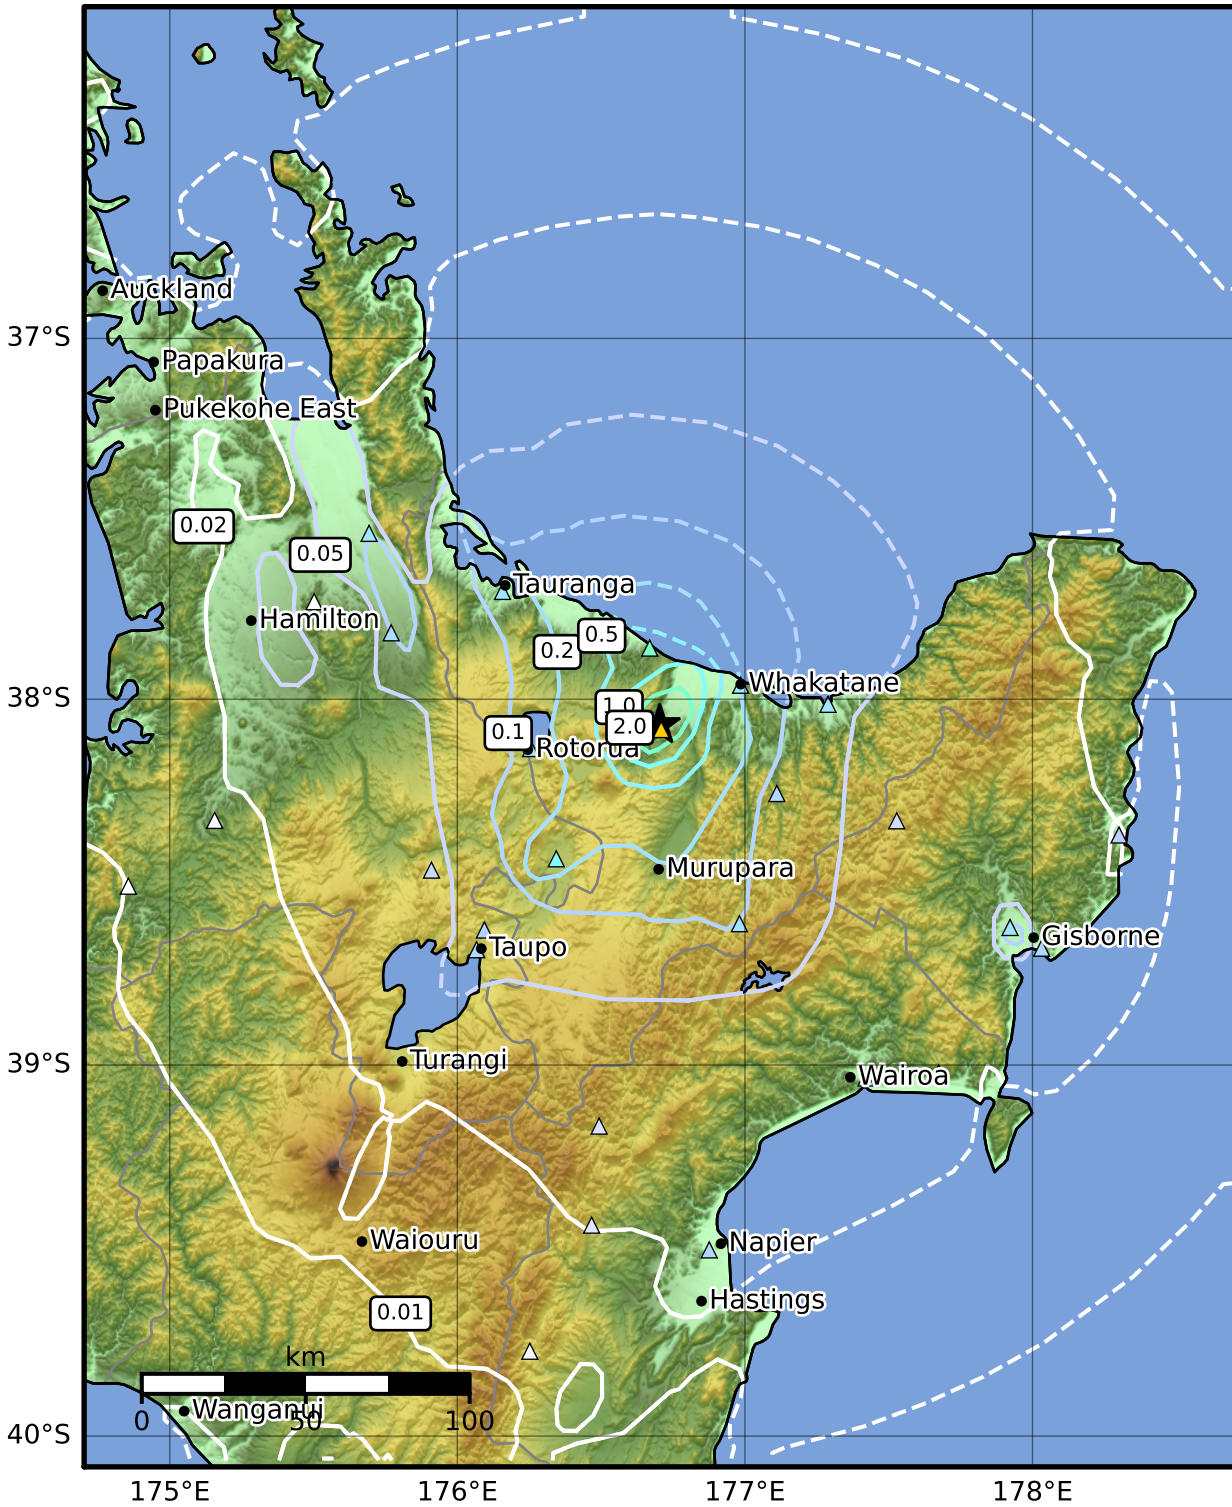 Auckland
37°S
Papakura
Pukekohe East
0.02
0.05
Tauranga
Hamilton
0.5
0.2
Whakatane
38°S
1.0
2.0
0.1
Rotorua
Murupara
Gisborne
Taupo
39°S
Turangi
Wairoa
Waiouru
Napier
Hastings
0.01
km
Wanganui
0 50 100
40°S
175°E 176°E 177°E 178°E